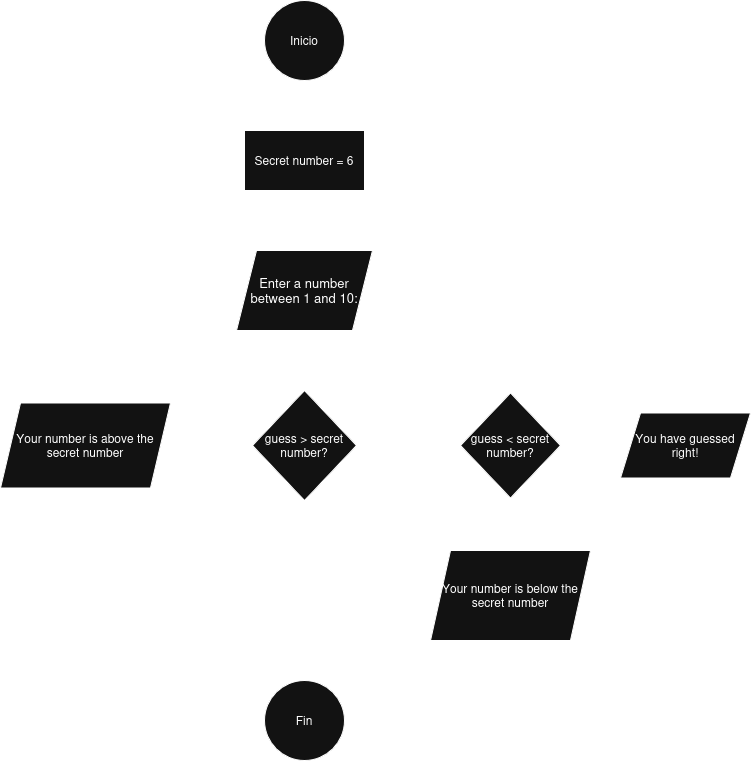 Inicio
Secret number = 6
Enter a number
between 1 and 10:
Your number is above the
secret number
guess > secret
number?
guess < secret
number?
You have guessed
right!
Your number is below the
secret number
Fin